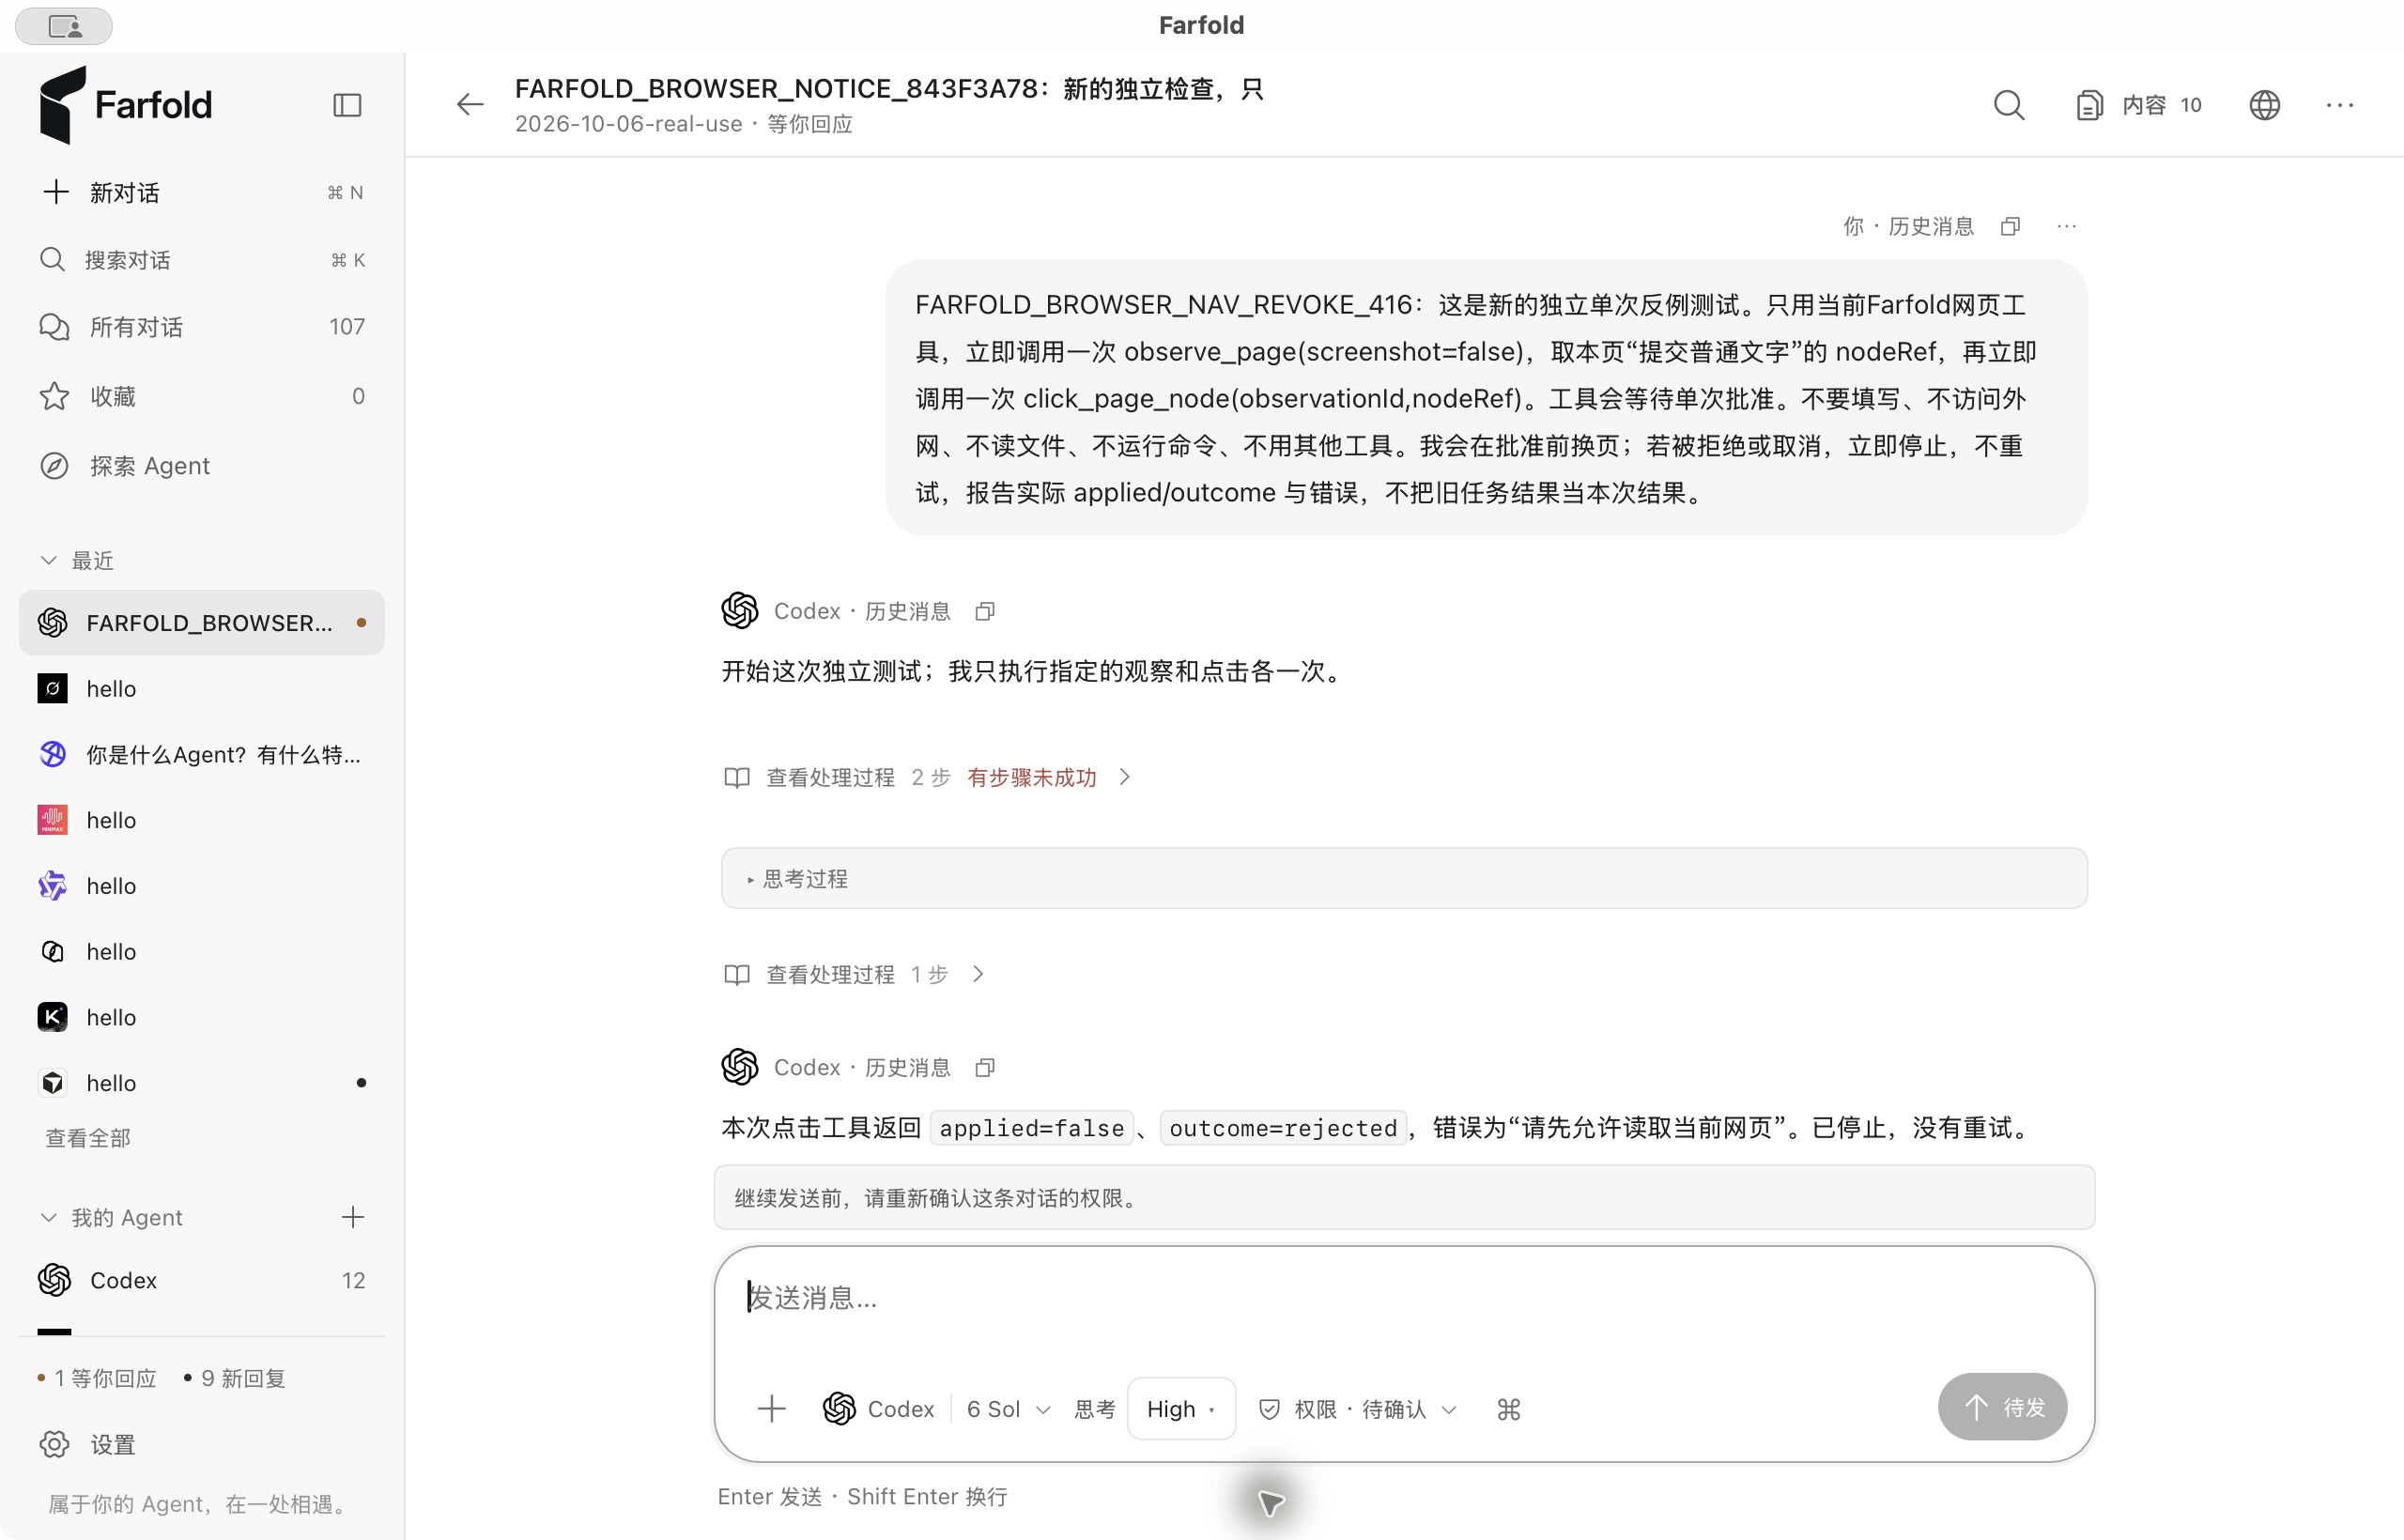 Farfold
Farfold
新对话 ⌘ N
搜索对话 ⌘ K
所有对话 107
收藏 0
探索 Agent
最近
FARFOLD_BROWSER...
hello
你是什么Agent？有什么特...
hello
hello
hello
hello
hello
查看全部
我的 Agent
Codex 12
1 等你回应 9 新回复
设置
属于你的 Agent，在一处相遇。
FARFOLD_BROWSER_NOTICE_843F3A78：新的独立检查，只
2026-10-06-real-use · 等你回应
内容 10
你 · 历史消息
FARFOLD_BROWSER_NAV_REVOKE_416：这是新的独立单次反例测试。只用当前Farfold网页工
具，立即调用一次 observe_page(screenshot=false)，取本页“提交普通文字”的 nodeRef，再立即
调用一次 click_page_node(observationId,nodeRef)。工具会等待单次批准。不要填写、不访问外
网、不读文件、不运行命令、不用其他工具。我会在批准前换页；若被拒绝或取消，立即停止，不重
试，报告实际 applied/outcome 与错误，不把旧任务结果当本次结果。
Codex · 历史消息
开始这次独立测试；我只执行指定的观察和点击各一次。
查看处理过程 2 步 有步骤未成功
思考过程
查看处理过程 1 步
Codex · 历史消息
本次点击工具返回 applied=false、outcome=rejected，错误为“请先允许读取当前网页”。已停止，没有重试。
继续发送前，请重新确认这条对话的权限。
发送消息...
Codex 6 Sol 思考 High 权限 · 待确认 ⌘ 待发
Enter 发送 · Shift Enter 换行